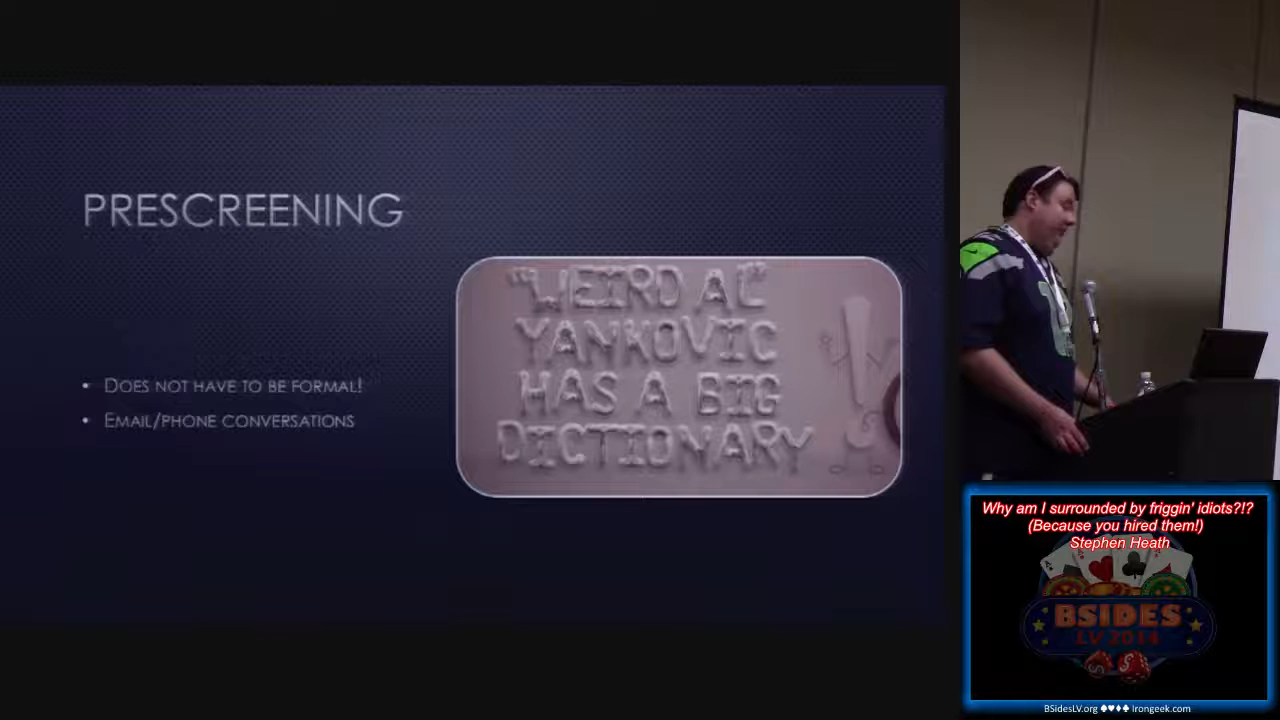 PRESCREENING
• DOES NOT HAVE TO BE FORMAL!
• EMAIL/PHONE CONVERSATIONS
"WEIRD AL"
YANKOVIC
HAS A BIG
DICTIONARY
Why am I surrounded by friggin' idiots?!?
(Because you hired them!)
Stephen Heath
BSIDES
LV 2014
BSidesLV.org ♠♥♦♣ Irongeek.com